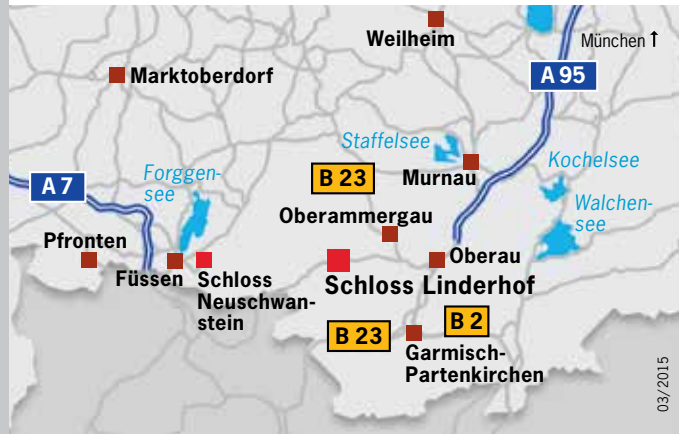 Weilheim
München ↑
Marktoberdorf
A 95
Staffelsee
Forggen-
see
B 23
Murnau
Kochelsee
A 7
Walchen-
see
Oberammergau
Pfronten
Füssen
Schloss
Neuschwan-
stein
Oberau
Schloss Linderhof
B 23
B 2
Garmisch-
Partenkirchen
03/2015